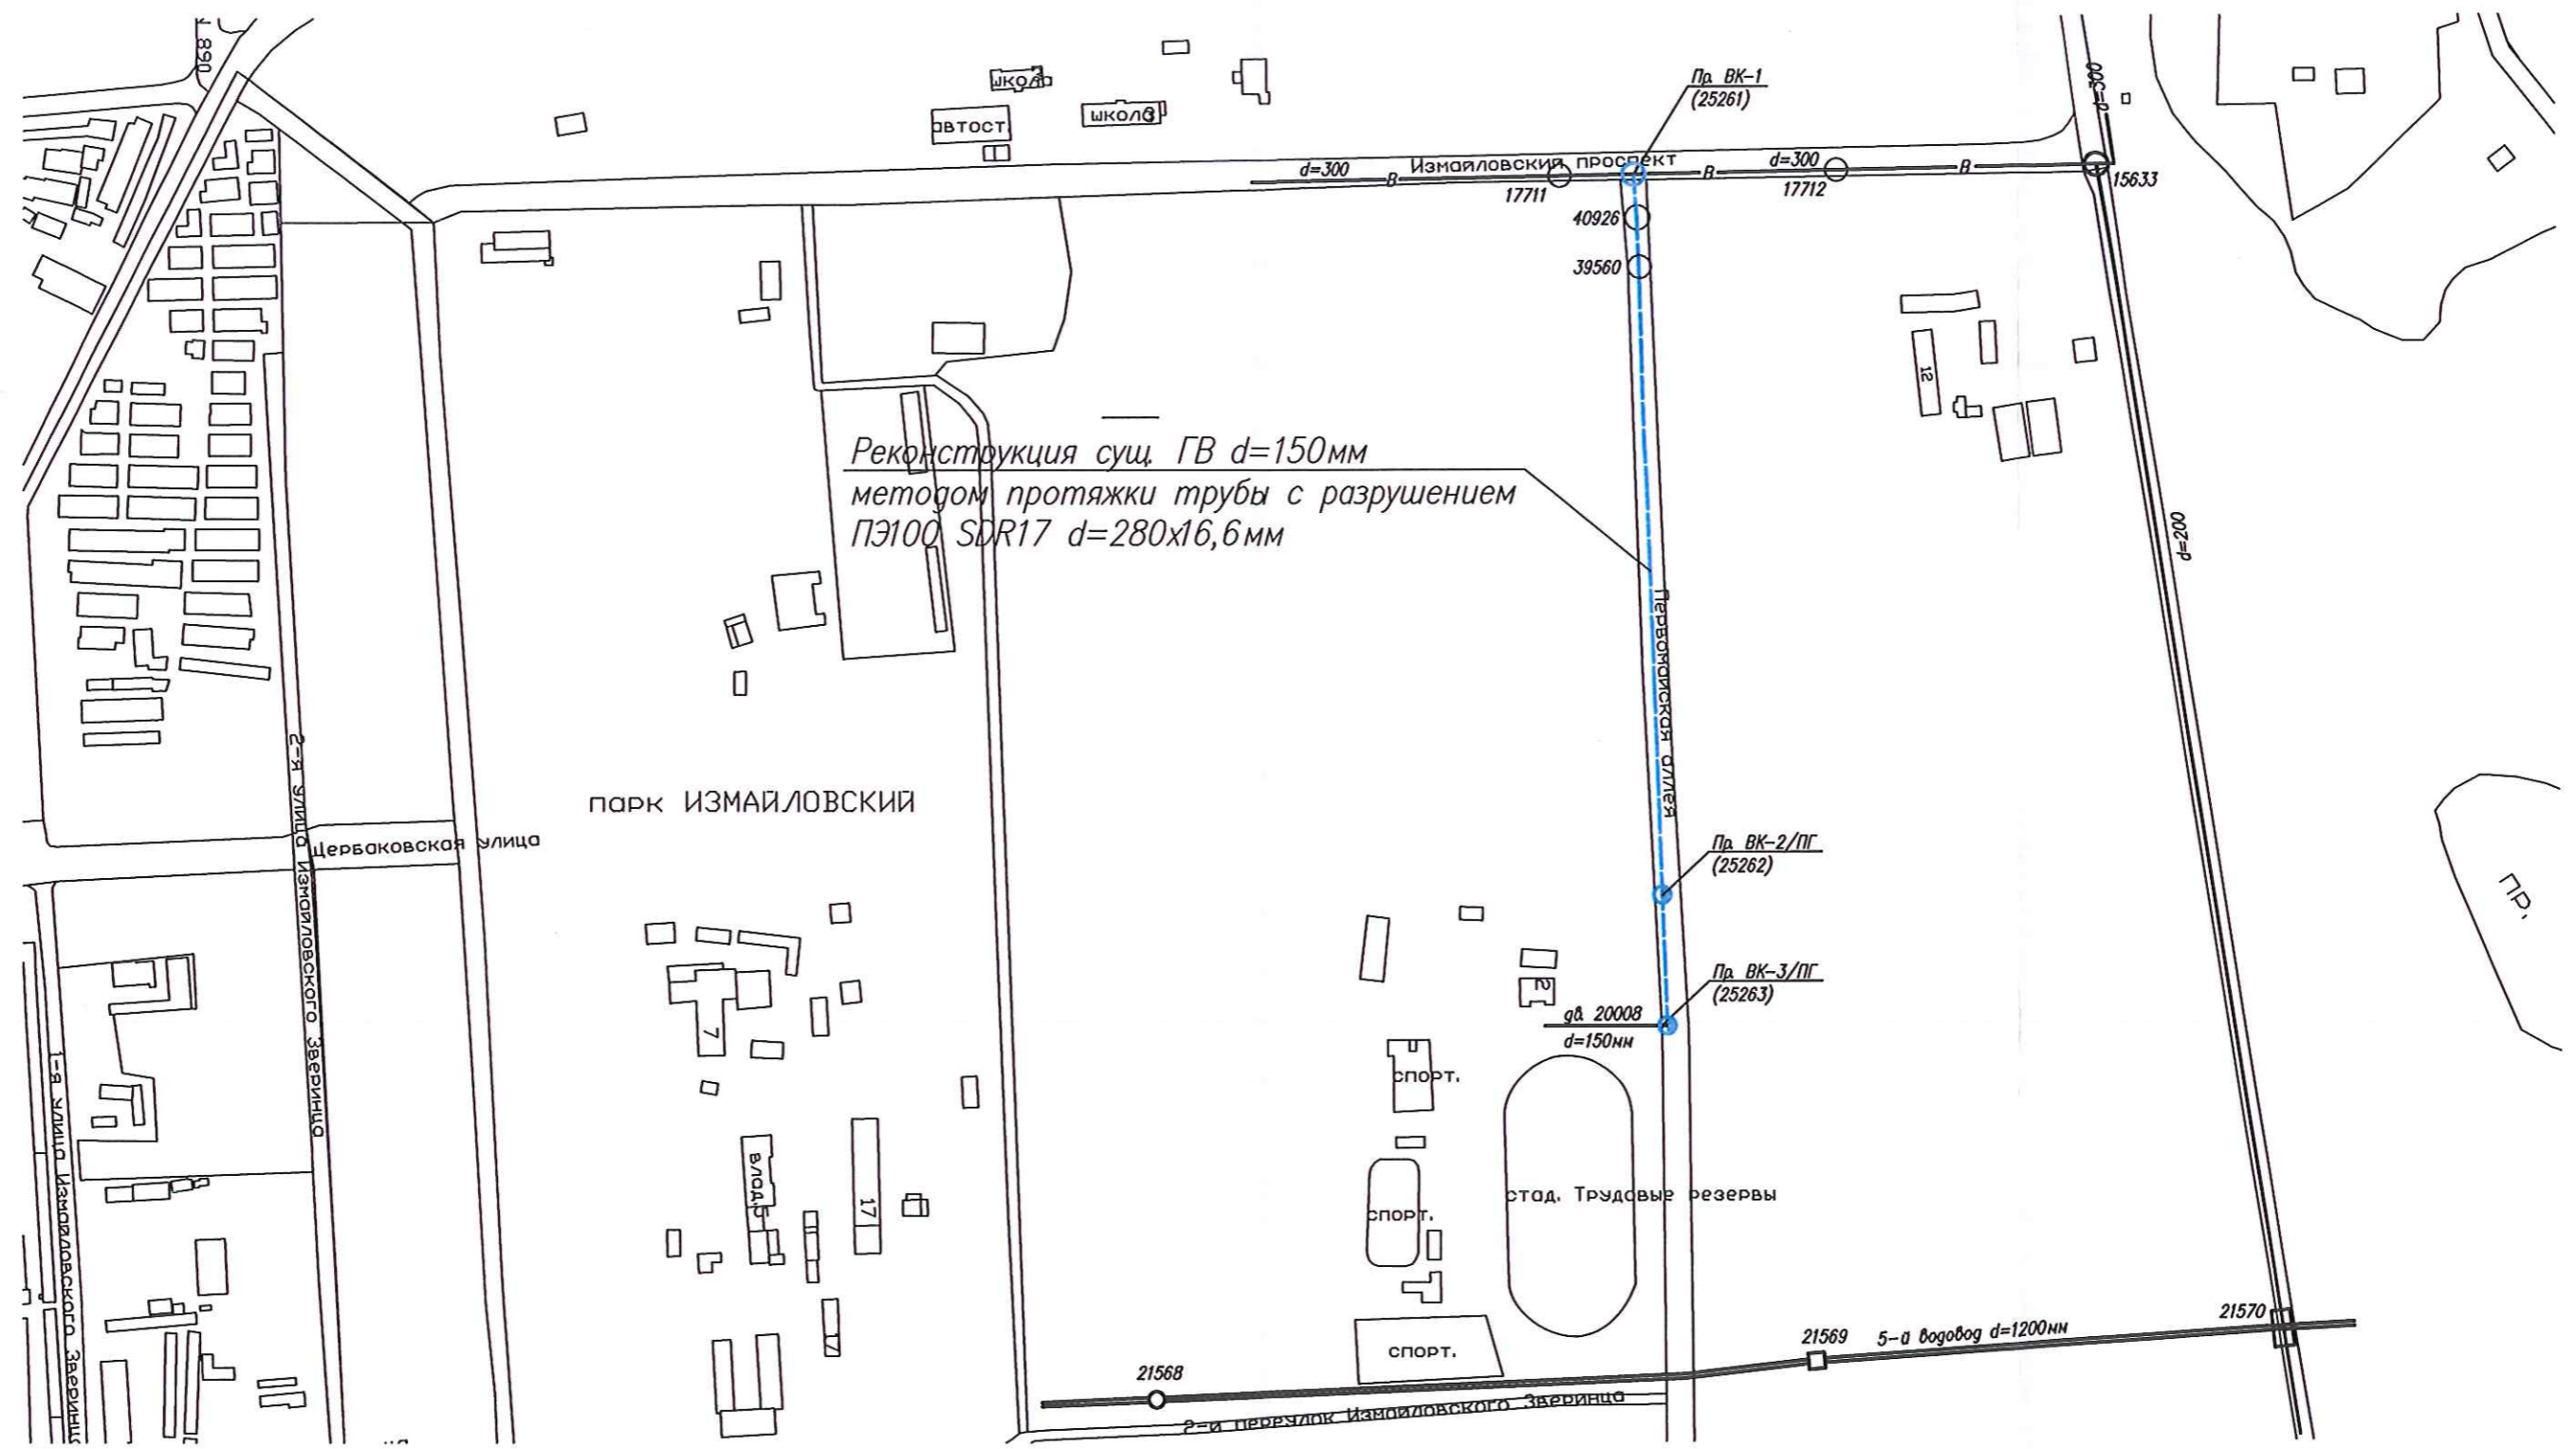 890
школа
школа
автост.
Пр. ВК-1
(25261)
d=300
d=300
В
Измайловский проспект
d=300
В
В
17711
17712
15633
40926
39560
12
Реконструкция сущ. ГВ d=150мм
методом протяжки трубы с разрушением
ПЭ100 SDR17 d=280х16,6мм
d=200
Первомайская аллея
2-я улица Измайловского Зверинца
парк ИЗМАЙЛОВСКИЙ
Щербаковская улица
Пр. ВК-2/ПГ
(25262)
ПР.
Пр. ВК-3/ПГ
(25263)
2
7
дв. 20008
d=150мм
спорт.
1-я улица Измайловского Зверинца
влад.5
17
спорт.
стад. Трудовые резервы
17
спорт.
21568
21569
5-й водовод d=1200мм
21570
2-й переулок Измайловского Зверинца